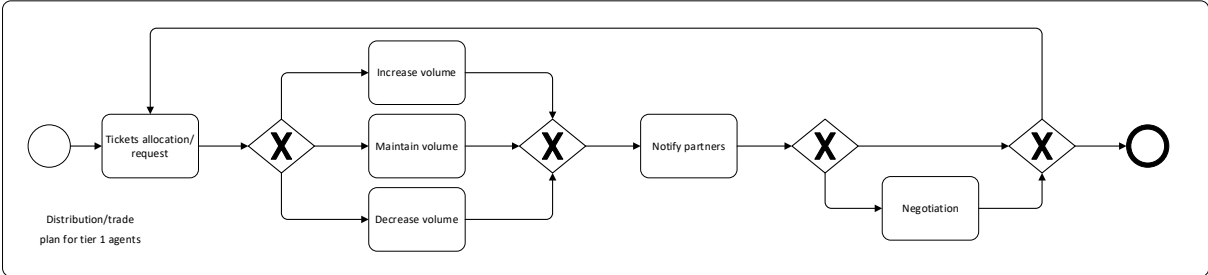 Increase volume
Tickets allocation/
request
X
Maintain volume
X
Notify partners
X
X
Decrease volume
Negotiation
Distribution/trade
plan for tier 1 agents